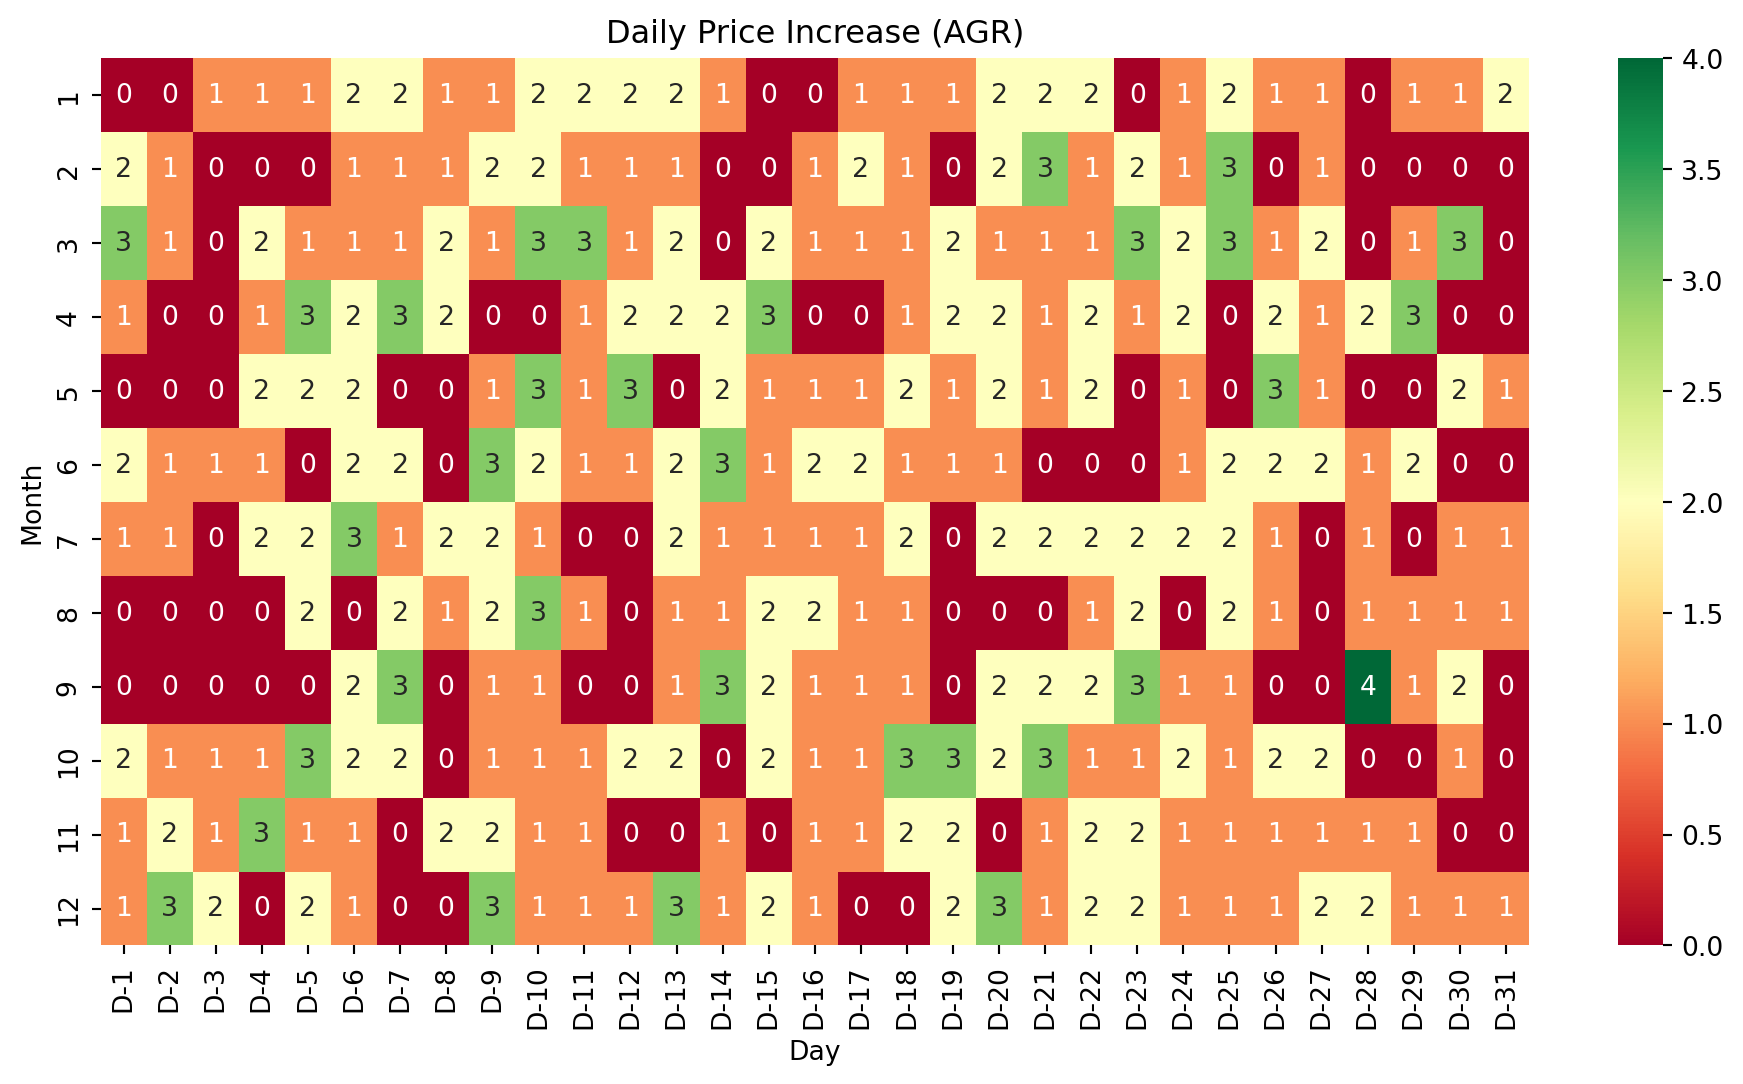 Daily Price Increase (AGR)
Month
1 0 0 1 1 1 2 2 1 1 2 2 2 2 1 0 0 1 1 1 2 2 2 0 1 2 1 1 0 1 1 2
2 2 1 0 0 0 1 1 1 2 2 1 1 1 0 0 1 2 1 0 2 3 1 2 1 3 0 1 0 0 0 0
3 3 1 0 2 1 1 1 2 1 3 3 1 2 0 2 1 1 1 2 1 1 1 3 2 3 1 2 0 1 3 0
4 1 0 0 1 3 2 3 2 0 0 1 2 2 2 3 0 0 1 2 2 1 2 1 2 0 2 1 2 3 0 0
5 0 0 0 2 2 2 0 0 1 3 1 3 0 2 1 1 1 2 1 2 1 2 0 1 0 3 1 0 0 2 1
6 2 1 1 1 0 2 2 0 3 2 1 1 2 3 1 2 2 1 1 1 0 0 0 1 2 2 2 1 2 0 0
7 1 1 0 2 2 3 1 2 2 1 0 0 2 1 1 1 1 2 0 2 2 2 2 2 2 1 0 1 0 1 1
8 0 0 0 0 2 0 2 1 2 3 1 0 1 1 2 2 1 1 0 0 0 1 2 0 2 1 0 1 1 1 1
9 0 0 0 0 0 2 3 0 1 1 0 0 1 3 2 1 1 1 0 2 2 2 3 1 1 0 0 4 1 2 0
10 2 1 1 1 3 2 2 0 1 1 1 2 2 0 2 1 1 3 3 2 3 1 1 2 1 2 2 0 0 1 0
11 1 2 1 3 1 1 0 2 2 1 1 0 0 1 0 1 1 2 2 0 1 2 2 1 1 1 1 1 1 0 0
12 1 3 2 0 2 1 0 0 3 1 1 1 3 1 2 1 0 0 2 3 1 2 2 1 1 1 2 2 1 1 1
D-1 D-2 D-3 D-4 D-5 D-6 D-7 D-8 D-9 D-10 D-11 D-12 D-13 D-14 D-15 D-16 D-17 D-18 D-19 D-20 D-21 D-22 D-23 D-24 D-25 D-26 D-27 D-28 D-29 D-30 D-31
Day
4.0
3.5
3.0
2.5
2.0
1.5
1.0
0.5
0.0